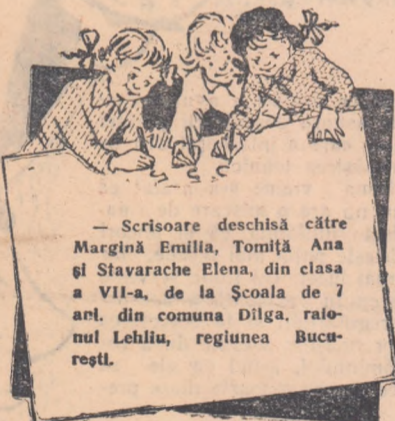 — Scrisoare deschisă către
Margină Emilia, Tomiță Ana
și Stavarache Elena, din clasa
a VII-a, de la Școala de 7
ani. din comuna Dîlga, raio-
nul Lehliu, regiunea Bucu-
rești.